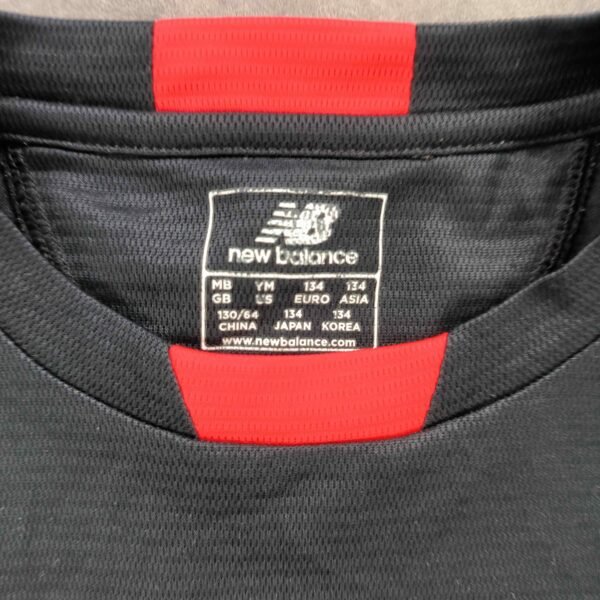 NB
new balance
MB YM 134 134
GB US EURO ASIA
130/64 134 134
CHINA JAPAN KOREA
www.newbalance.com